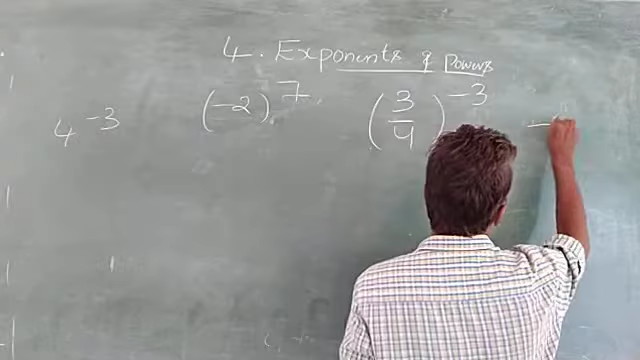 4. Exponents & Powers
4^-3 (-2)^7, (3/4)^-3 -